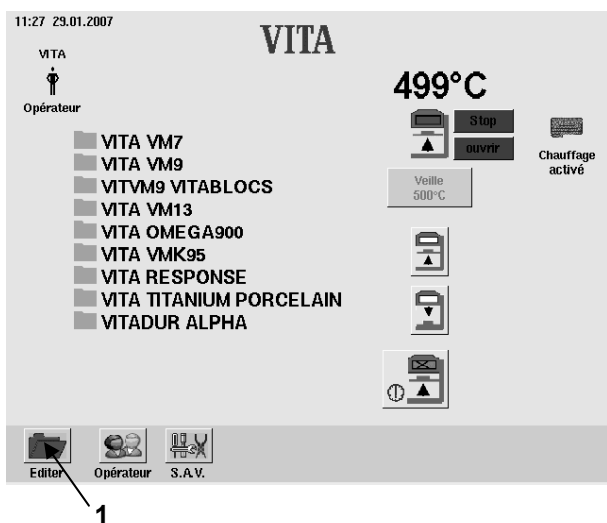 11:27 29.01.2007
VITA
VITA
Opérateur
499°C
Stop
ouvrir
Chauffage
activé
Veille
500°C
VITA VM7
VITA VM9
VITVM9 VITABLOCS
VITA VM13
VITA OMEGA900
VITA VMK95
VITA RESPONSE
VITA TITANIUM PORCELAIN
VITADUR ALPHA
Editer
Opérateur
S.A.V.
1